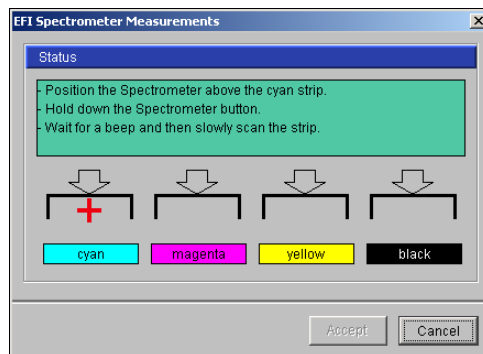 EFI Spectrometer Measurements
Status
- Position the Spectrometer above the cyan strip.
- Hold down the Spectrometer button.
- Wait for a beep and then slowly scan the strip.
cyan magenta yellow black
Accept Cancel